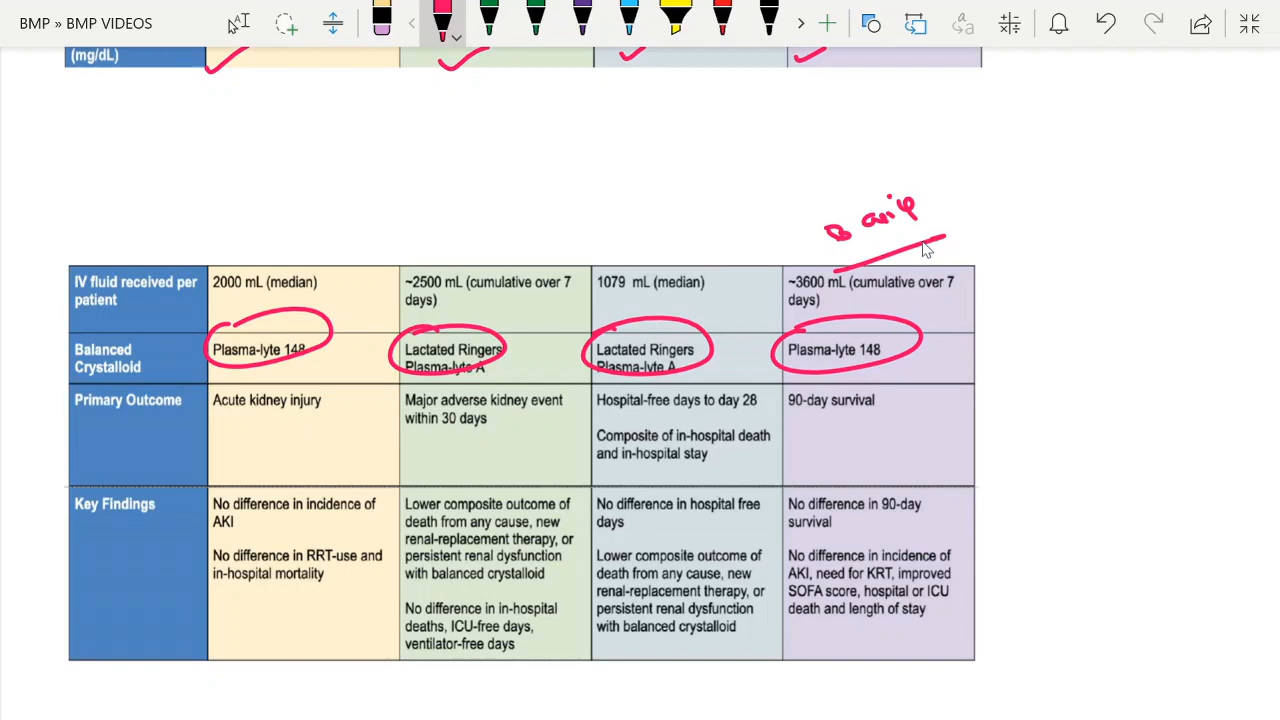 BMP » BMP VIDEOS
(mg/dL)
IV fluid received per
patient
2000 mL (median)
~2500 mL (cumulative over 7
days)
1079 mL (median)
~3600 mL (cumulative over 7
days)
Balanced
Crystalloid
Plasma-lyte 148
Lactated Ringers
Plasma-lyte A
Lactated Ringers
Plasma-lyte A
Plasma-lyte 148
Primary Outcome
Acute kidney injury
Major adverse kidney event
within 30 days
Hospital-free days to day 28
Composite of in-hospital death
and in-hospital stay
90-day survival
Key Findings
No difference in incidence of
AKI
No difference in RRT-use and
in-hospital mortality
Lower composite outcome of
death from any cause, new
renal-replacement therapy, or
persistent renal dysfunction
with balanced crystalloid
No difference in in-hospital
deaths, ICU-free days,
ventilator-free days
No difference in hospital free
days
Lower composite outcome of
death from any cause, new
renal-replacement therapy, or
persistent renal dysfunction
with balanced crystalloid
No difference in 90-day
survival
No difference in incidence of
AKI, need for KRT, improved
SOFA score, hospital or ICU
death and length of stay